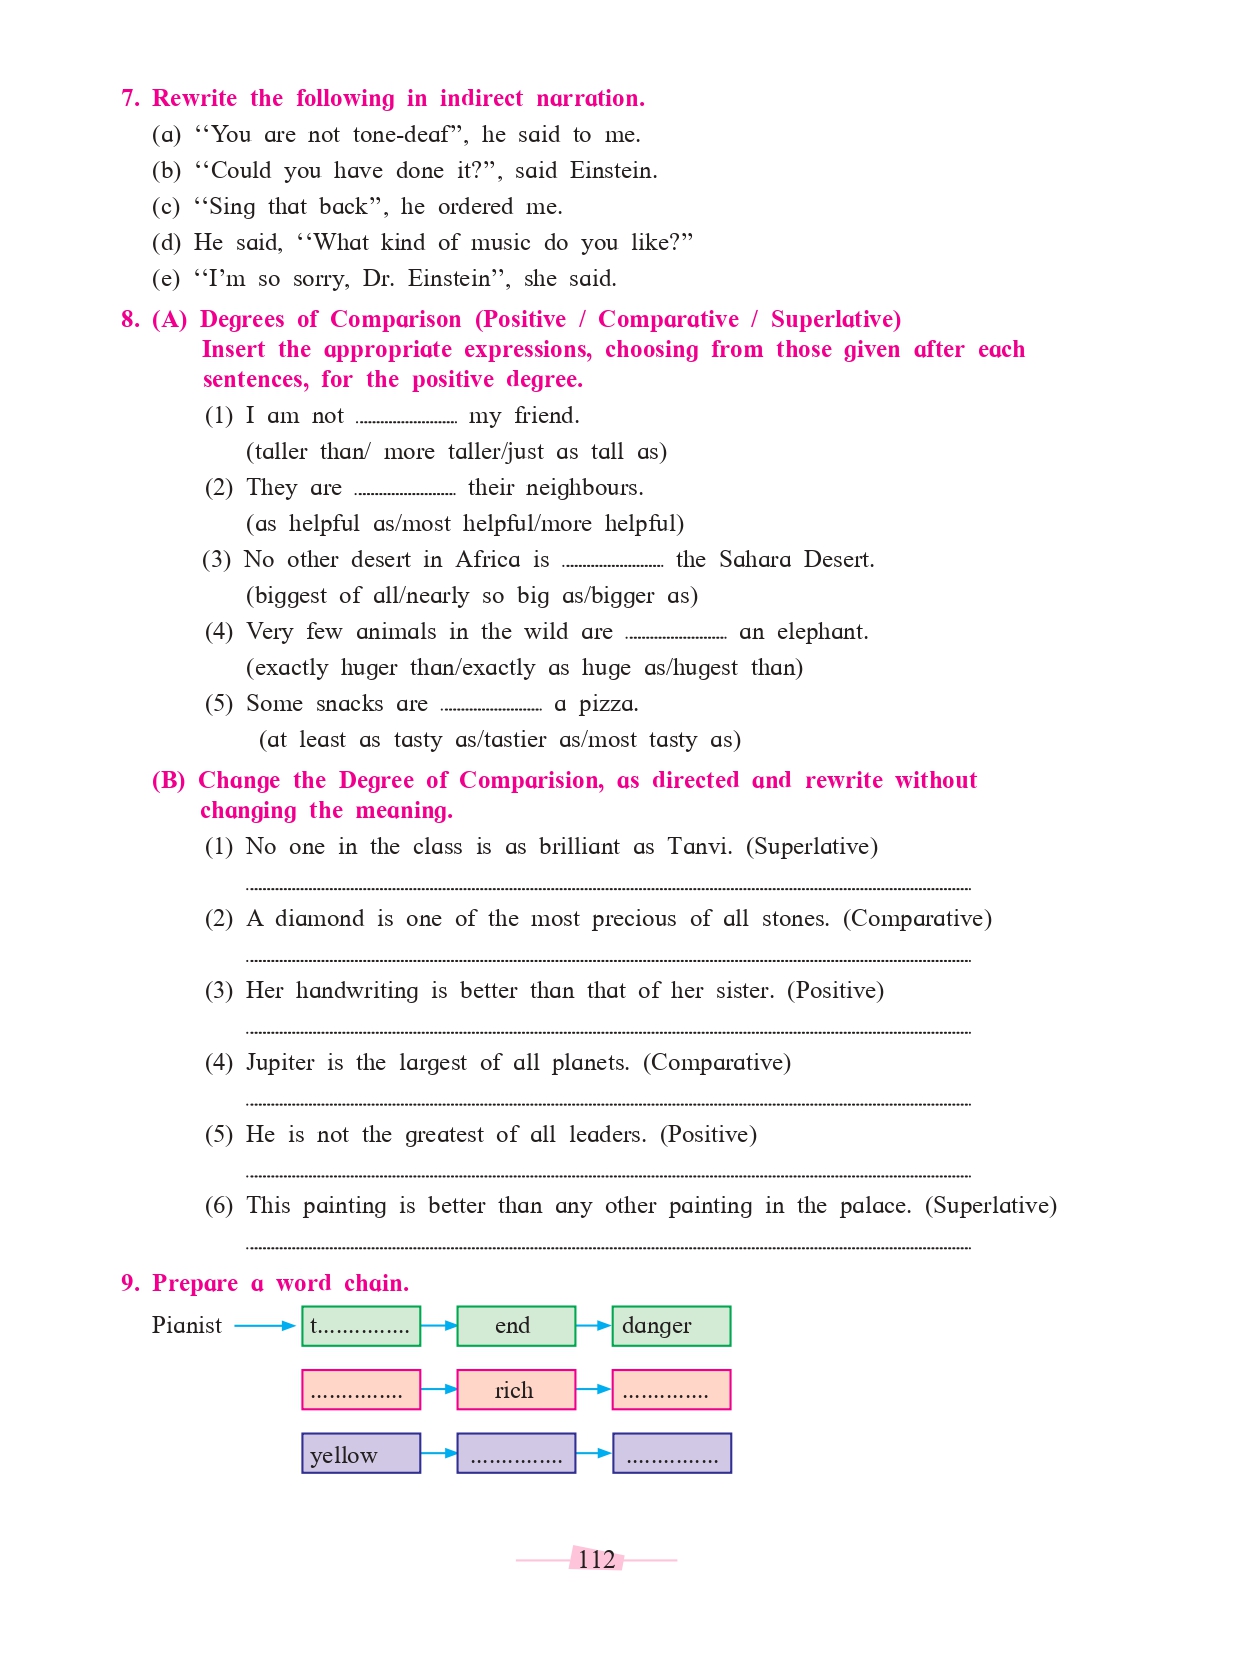 7. Rewrite the following in indirect narration.
(a) ‘‘You are not tone-deaf’’, he said to me.
(b) ‘‘Could you have done it?’’, said Einstein.
(c) ‘‘Sing that back’’, he ordered me.
(d) He said, ‘‘What kind of music do you like?’’
(e) ‘‘I’m so sorry, Dr. Einstein’’, she said.
8. (A) Degrees of Comparison (Positive / Comparative / Superlative)
Insert the appropriate expressions, choosing from those given after each
sentences, for the positive degree.
(1) I am not ......................... my friend.
(taller than/ more taller/just as tall as)
(2) They are ......................... their neighbours.
(as helpful as/most helpful/more helpful)
(3) No other desert in Africa is ......................... the Sahara Desert.
(biggest of all/nearly so big as/bigger as)
(4) Very few animals in the wild are ......................... an elephant.
(exactly huger than/exactly as huge as/hugest than)
(5) Some snacks are ......................... a pizza.
(at least as tasty as/tastier as/most tasty as)
(B) Change the Degree of Comparision, as directed and rewrite without
changing the meaning.
(1) No one in the class is as brilliant as Tanvi. (Superlative)
(2) A diamond is one of the most precious of all stones. (Comparative)
(3) Her handwriting is better than that of her sister. (Positive)
(4) Jupiter is the largest of all planets. (Comparative)
(5) He is not the greatest of all leaders. (Positive)
(6) This painting is better than any other painting in the palace. (Superlative)
9. Prepare a word chain.
Pianist t............... end danger
............... rich ..............
yellow ............... ...............
112